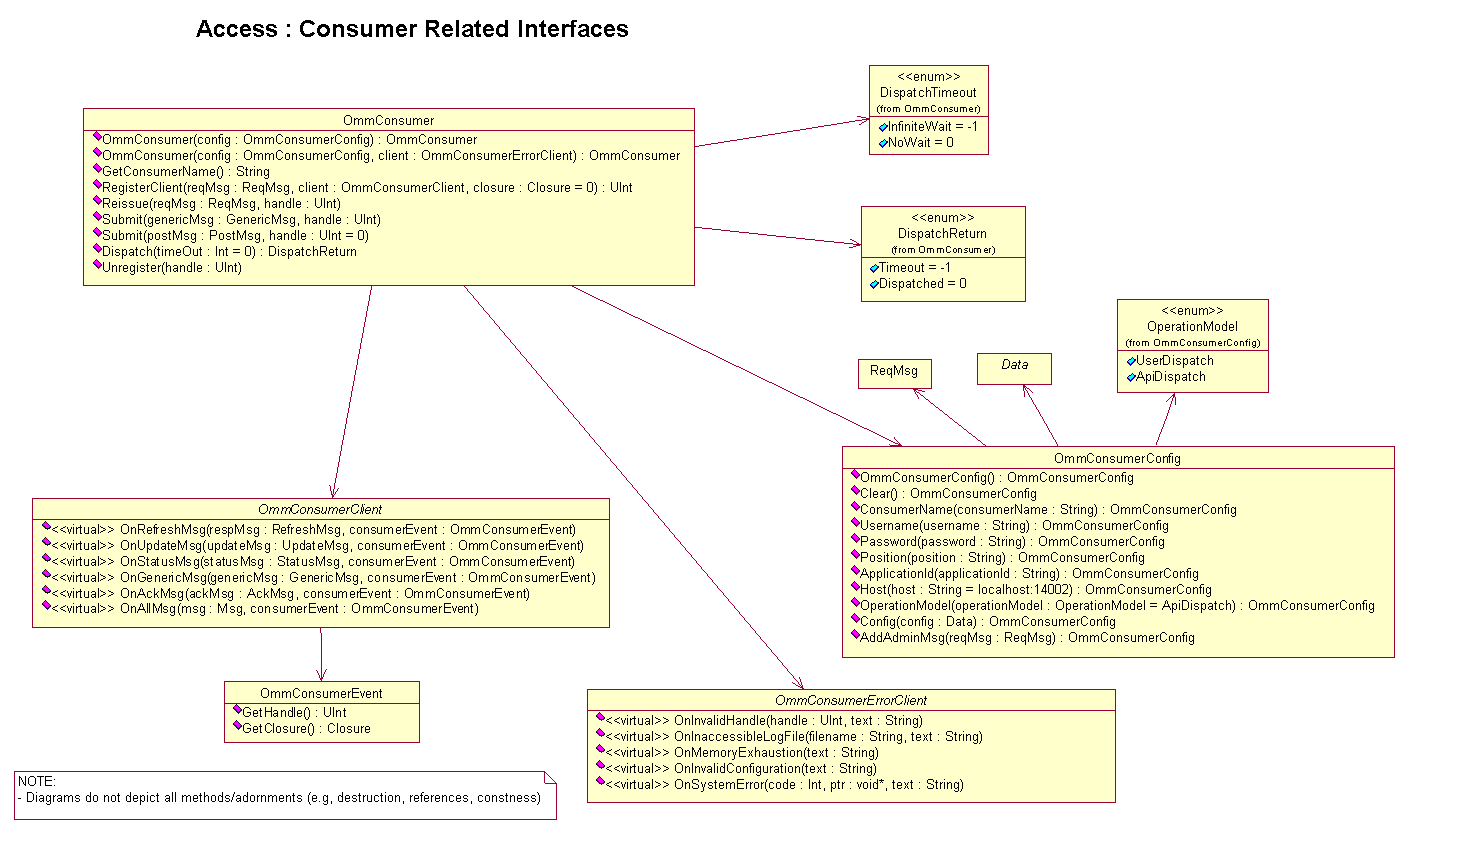 Access : Consumer Related Interfaces
<<enum>>
DispatchTimeout
(from OmmConsumer)
InfiniteWait = -1
NoWait = 0
OmmConsumer
OmmConsumer(config : OmmConsumerConfig) : OmmConsumer
OmmConsumer(config : OmmConsumerConfig, client : OmmConsumerErrorClient) : OmmConsumer
GetConsumerName() : String
RegisterClient(reqMsg : ReqMsg, client : OmmConsumerClient, closure : Closure = 0) : UInt
Reissue(reqMsg : ReqMsg, handle : UInt)
Submit(genericMsg : GenericMsg, handle : UInt)
Submit(postMsg : PostMsg, handle : UInt = 0)
Dispatch(timeOut : Int = 0) : DispatchReturn
Unregister(handle : UInt)
<<enum>>
DispatchReturn
(from OmmConsumer)
Timeout = -1
Dispatched = 0
<<enum>>
OperationModel
(from OmmConsumerConfig)
UserDispatch
ApiDispatch
ReqMsg
Data
OmmConsumerConfig
OmmConsumerConfig() : OmmConsumerConfig
Clear() : OmmConsumerConfig
ConsumerName(consumerName : String) : OmmConsumerConfig
Username(username : String) : OmmConsumerConfig
Password(password : String) : OmmConsumerConfig
Position(position : String) : OmmConsumerConfig
ApplicationId(applicationId : String) : OmmConsumerConfig
Host(host : String = localhost:14002) : OmmConsumerConfig
OperationModel(operationModel : OperationModel = ApiDispatch) : OmmConsumerConfig
Config(config : Data) : OmmConsumerConfig
AddAdminMsg(reqMsg : ReqMsg) : OmmConsumerConfig
OmmConsumerClient
<<virtual>> OnRefreshMsg(respMsg : RefreshMsg, consumerEvent : OmmConsumerEvent)
<<virtual>> OnUpdateMsg(updateMsg : UpdateMsg, consumerEvent : OmmConsumerEvent)
<<virtual>> OnStatusMsg(statusMsg : StatusMsg, consumerEvent : OmmConsumerEvent)
<<virtual>> OnGenericMsg(genericMsg : GenericMsg, consumerEvent : OmmConsumerEvent)
<<virtual>> OnAckMsg(ackMsg : AckMsg, consumerEvent : OmmConsumerEvent)
<<virtual>> OnAllMsg(msg : Msg, consumerEvent : OmmConsumerEvent)
OmmConsumerEvent
GetHandle() : UInt
GetClosure() : Closure
OmmConsumerErrorClient
<<virtual>> OnInvalidHandle(handle : UInt, text : String)
<<virtual>> OnInaccessibleLogFile(filename : String, text : String)
<<virtual>> OnMemoryExhaustion(text : String)
<<virtual>> OnInvalidConfiguration(text : String)
<<virtual>> OnSystemError(code : Int, ptr : void*, text : String)
NOTE:
- Diagrams do not depict all methods/adornments (e.g, destruction, references, constness)